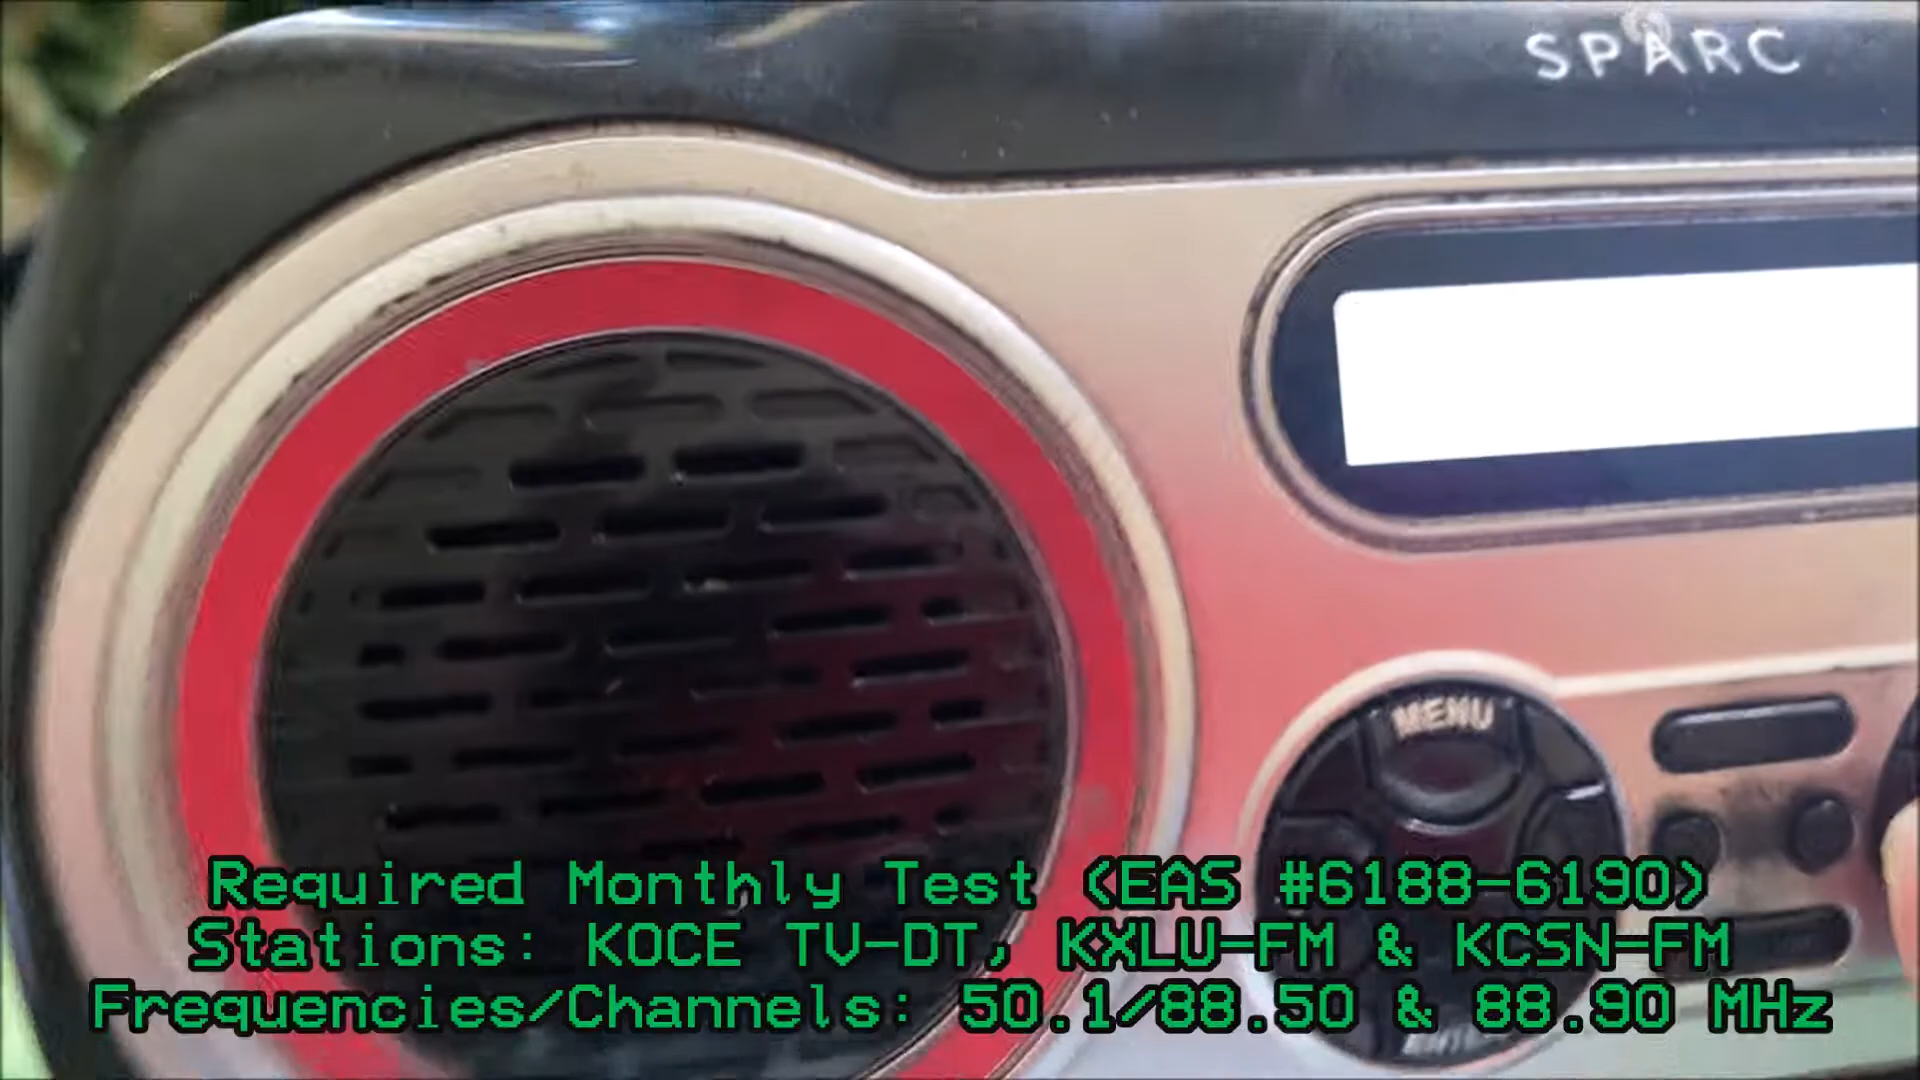 SPARC
MENU
ENTER
Required Monthly Test (EAS #6188-6190)
Stations: KOCE TV-DT, KXLU-FM & KCSN-FM
Frequencies/Channels: 50.1/88.50 & 88.90 MHz